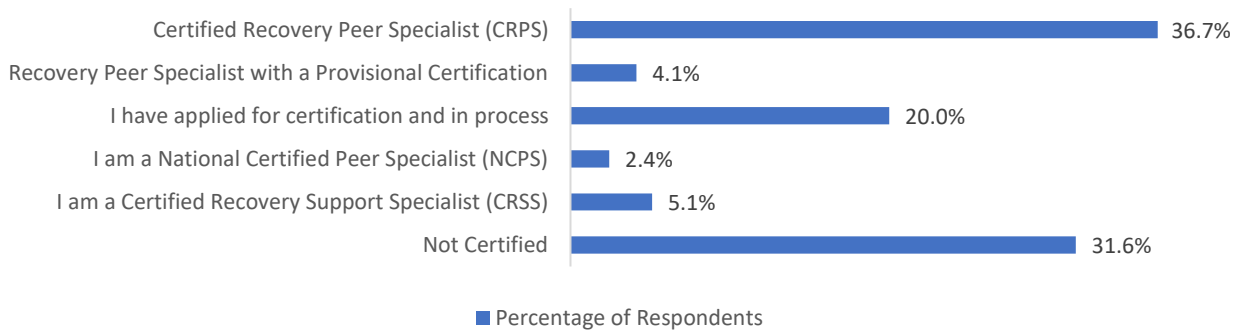 Certified Recovery Peer Specialist (CRPS) 36.7%
Recovery Peer Specialist with a Provisional Certification 4.1%
I have applied for certification and in process 20.0%
I am a National Certified Peer Specialist (NCPS) 2.4%
I am a Certified Recovery Support Specialist (CRSS) 5.1%
Not Certified 31.6%
Percentage of Respondents